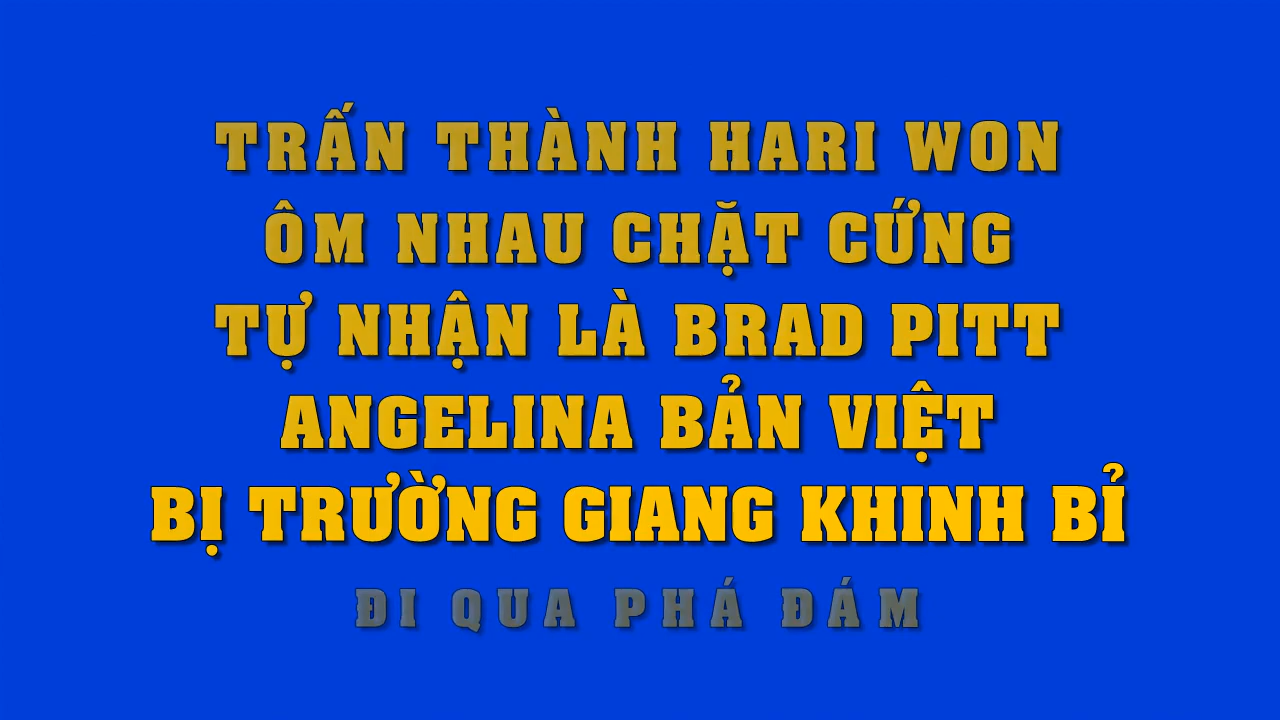 TRẤN THÀNH HARI WON
ÔM NHAU CHẶT CỨNG
TỰ NHẬN LÀ BRAD PITT
ANGELINA BẢN VIỆT
BỊ TRƯỜNG GIANG KHINH BỈ
ĐI QUA PHÁ ĐÁM